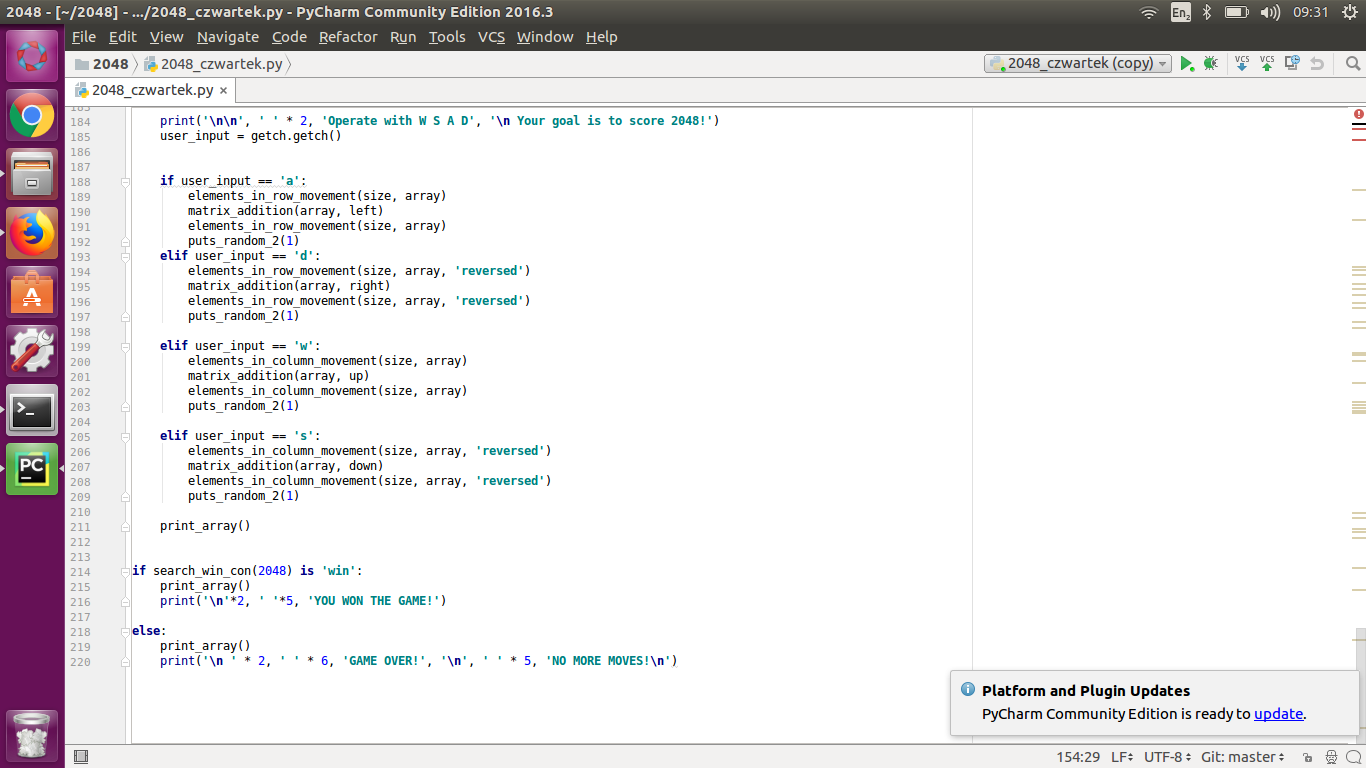 2048 - [~/2048] - .../2048_czwartek.py - PyCharm Community Edition 2016.3
En2
09:31
File Edit View Navigate Code Refactor Run Tools VCS Window Help
2048 2048_czwartek.py
2048_czwartek (copy)
VCS VCS
2048_czwartek.py ×
183
184 print('\n\n', ' ' * 2, 'Operate with W S A D', '\n Your goal is to score 2048!')
185 user_input = getch.getch()
186
187
188 if user_input == 'a':
189 elements_in_row_movement(size, array)
190 matrix_addition(array, left)
191 elements_in_row_movement(size, array)
192 puts_random_2(1)
193 elif user_input == 'd':
194 elements_in_row_movement(size, array, 'reversed')
195 matrix_addition(array, right)
196 elements_in_row_movement(size, array, 'reversed')
197 puts_random_2(1)
198
199 elif user_input == 'w':
200 elements_in_column_movement(size, array)
201 matrix_addition(array, up)
202 elements_in_column_movement(size, array)
203 puts_random_2(1)
204
205 elif user_input == 's':
206 elements_in_column_movement(size, array, 'reversed')
207 matrix_addition(array, down)
208 elements_in_column_movement(size, array, 'reversed')
209 puts_random_2(1)
210
211 print_array()
212
213
214 if search_win_con(2048) is 'win':
215 print_array()
216 print('\n'*2, ' '*5, 'YOU WON THE GAME!')
217
218 else:
219 print_array()
220 print('\n ' * 2, ' ' * 6, 'GAME OVER!', '\n', ' ' * 5, 'NO MORE MOVES!\n')
PC
Platform and Plugin Updates
PyCharm Community Edition is ready to update.
154:29 LF UTF-8 Git: master